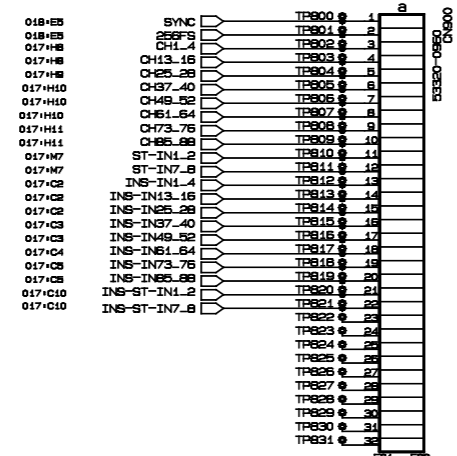 a
CN900
53320-0960
018:E5 SYNC TP800 1
018:E5 256FS TP801 2
017:H8 CH1_4 TP802 3
017:H8 CH13_16 TP803 4
017:H9 CH25_28 TP804 5
017:H10 CH37_40 TP805 6
017:H10 CH49_52 TP806 7
017:H10 CH61_64 TP807 8
017:H11 CH73_76 TP808 9
017:H11 CH85_88 TP809 10
017:M7 ST-IN1_2 TP810 11
017:M7 ST-IN7_8 TP811 12
017:C2 INS-IN1_4 TP812 13
017:C2 INS-IN13_16 TP813 14
017:C2 INS-IN25_28 TP814 15
017:C3 INS-IN37_40 TP815 16
017:C3 INS-IN49_52 TP816 17
017:C4 INS-IN61_64 TP817 18
017:C5 INS-IN73_76 TP818 19
017:C5 INS-IN85_88 TP819 20
017:C10 INS-ST-IN1_2 TP820 21
017:C10 INS-ST-IN7_8 TP821 22
TP822 23
TP823 24
TP824 25
TP825 26
TP826 27
TP827 28
TP828 29
TP829 30
TP830 31
TP831 32